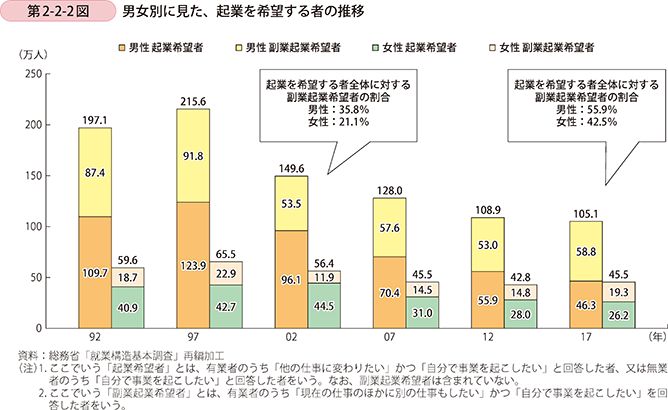 第2-2-2図 男女別に見た、起業を希望する者の推移
(万人)
男性 起業希望者 男性 副業起業希望者 女性 起業希望者 女性 副業起業希望者
250
200
150
100
50
0
起業を希望する者全体に対する
副業起業希望者の割合
男性：35.8%
女性：21.1%
起業を希望する者全体に対する
副業起業希望者の割合
男性：55.9%
女性：42.5%
197.1
87.4
109.7
59.6
18.7
40.9
215.6
91.8
123.9
65.5
22.9
42.7
149.6
53.5
96.1
56.4
11.9
44.5
128.0
57.6
70.4
45.5
14.5
31.0
108.9
53.0
55.9
42.8
14.8
28.0
105.1
58.8
46.3
45.5
19.3
26.2
92 97 02 07 12 17 (年)
資料：総務省「就業構造基本調査」再編加工
(注) 1. ここでいう「起業希望者」とは、有業者のうち「他の仕事に変わりたい」かつ「自分で事業を起こしたい」と回答した者、又は無業
者のうち「自分で事業を起こしたい」と回答した者をいう。なお、副業起業希望者は含まれていない。
2. ここでいう「副業起業希望者」とは、有業者のうち「現在の仕事のほかに別の仕事もしたい」かつ「自分で事業を起こしたい」を回
答した者をいう。